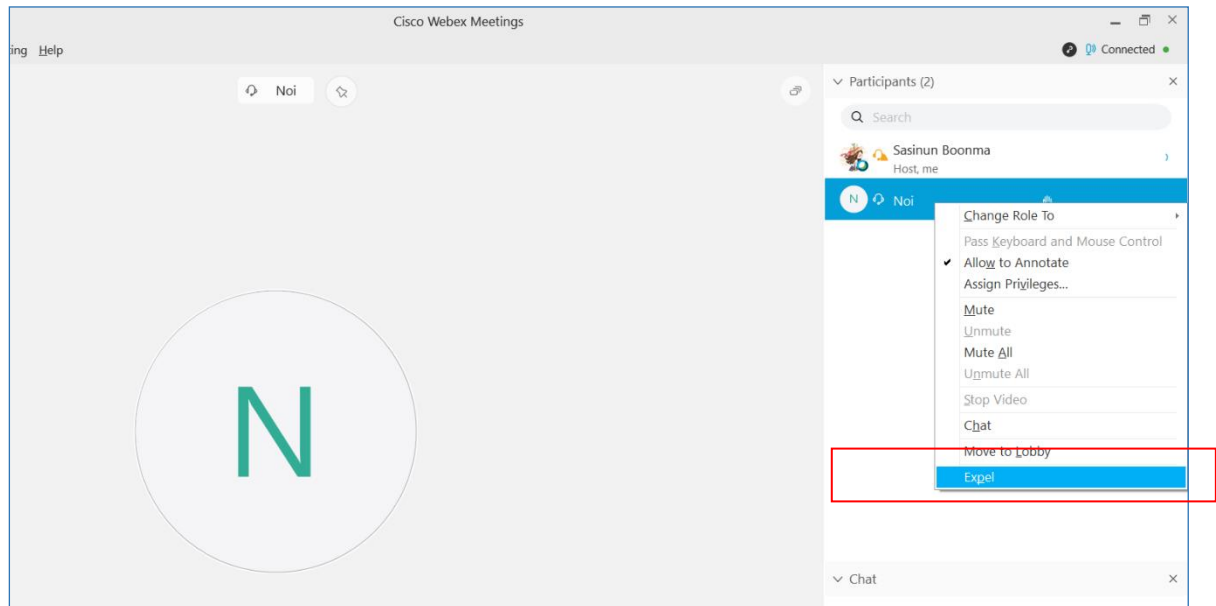 Cisco Webex Meetings
ing Help
Connected
Noi
Participants (2)
Search
Sasinun Boonma
Host, me
N Noi
Change Role To
Pass Keyboard and Mouse Control
Allow to Annotate
Assign Privileges...
Mute
Unmute
Mute All
Unmute All
Stop Video
Chat
Move to Lobby
Expel
N
Chat